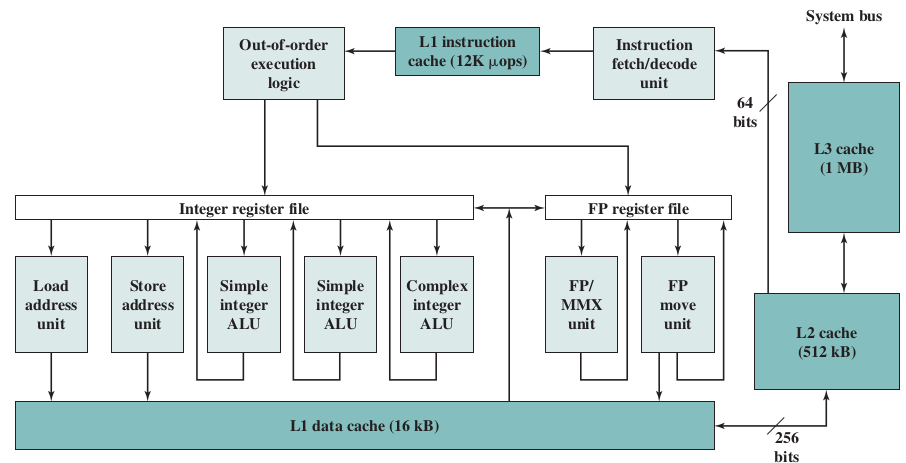 System bus
Out-of-order
execution
logic
L1 instruction
cache (12K μops)
Instruction
fetch/decode
unit
64
bits
L3 cache
(1 MB)
Integer register file
FP register file
Load
address
unit
Store
address
unit
Simple
integer
ALU
Simple
integer
ALU
Complex
integer
ALU
FP/
MMX
unit
FP
move
unit
L2 cache
(512 kB)
L1 data cache (16 kB)
256
bits